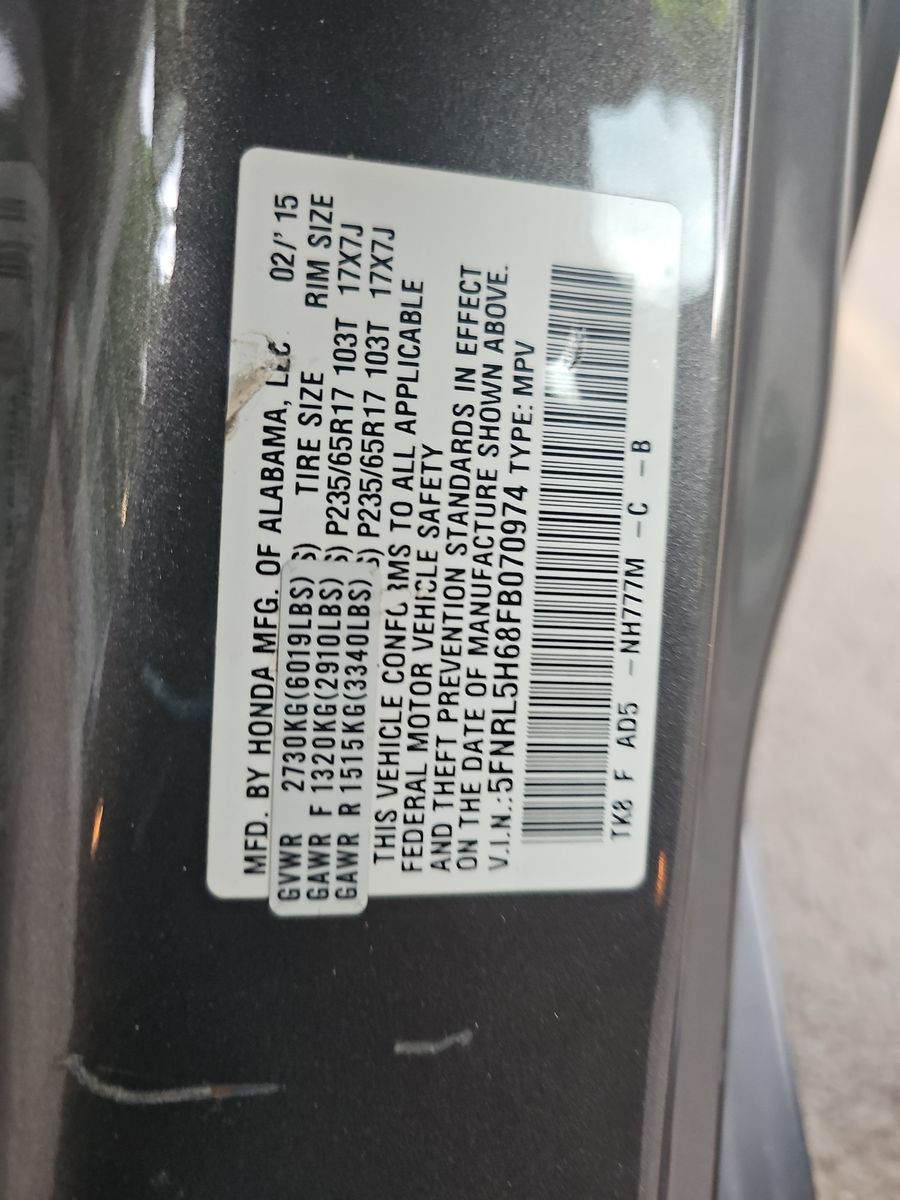 MFD. BY HONDA MFG. OF ALABAMA, LLC 02/'15
TIRE SIZE RIM SIZE
GVWR 2730KG(6019LBS)
GAWR F 1320KG(2910LBS) S) P235/65R17 103T 17X7J
GAWR R 1515KG(3340LBS) S) P235/65R17 103T 17X7J
THIS VEHICLE CONFORMS TO ALL APPLICABLE
FEDERAL MOTOR VEHICLE SAFETY
AND THEFT PREVENTION STANDARDS IN EFFECT
ON THE DATE OF MANUFACTURE SHOWN ABOVE.
V.I.N.:5FNRL5H68FB070974 TYPE: MPV
TK8 F AD5 -NH777M -C -B